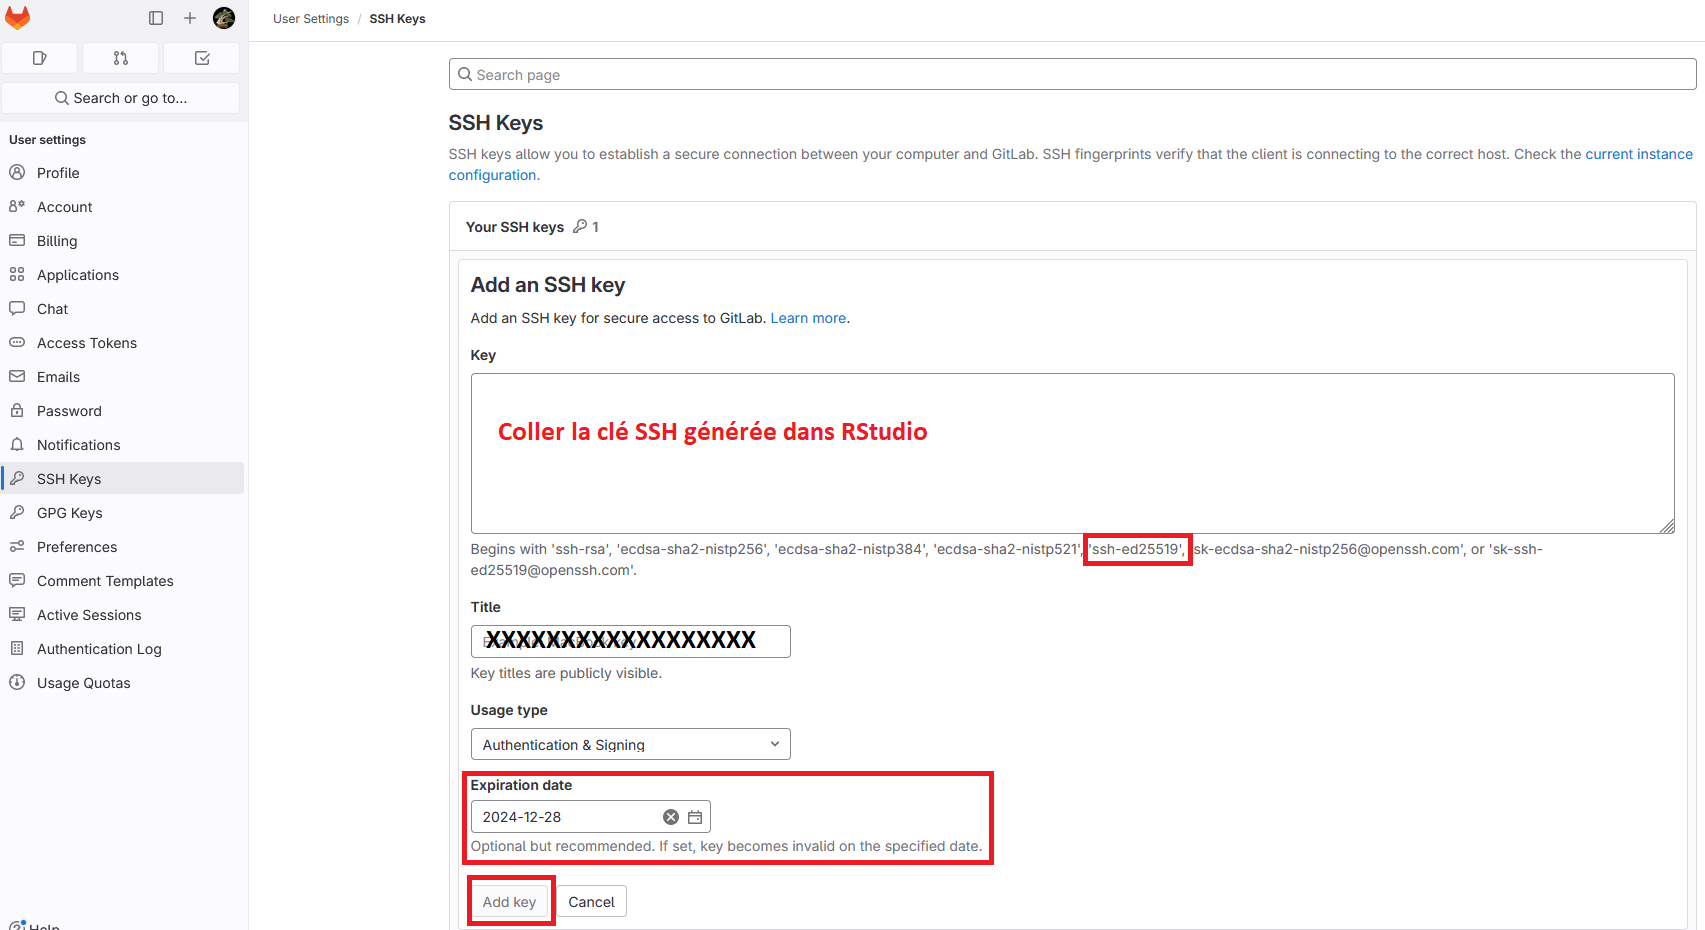 User Settings / SSH Keys
Search or go to...
Search page
User settings
Profile
Account
Billing
Applications
Chat
Access Tokens
Emails
Password
Notifications
SSH Keys
GPG Keys
Preferences
Comment Templates
Active Sessions
Authentication Log
Usage Quotas
Help
SSH Keys
SSH keys allow you to establish a secure connection between your computer and GitLab. SSH fingerprints verify that the client is connecting to the correct host. Check the current instance
configuration.
Your SSH keys 1
Add an SSH key
Add an SSH key for secure access to GitLab. Learn more.
Key
Coller la clé SSH générée dans RStudio
Begins with 'ssh-rsa', 'ecdsa-sha2-nistp256', 'ecdsa-sha2-nistp384', 'ecdsa-sha2-nistp521', 'ssh-ed25519', sk-ecdsa-sha2-nistp256@openssh.com', or 'sk-ssh-
ed25519@openssh.com'.
Title
XXXXXXXXXXXXXXXXXX
Key titles are publicly visible.
Usage type
Authentication & Signing
Expiration date
2024-12-28
Optional but recommended. If set, key becomes invalid on the specified date.
Add key
Cancel